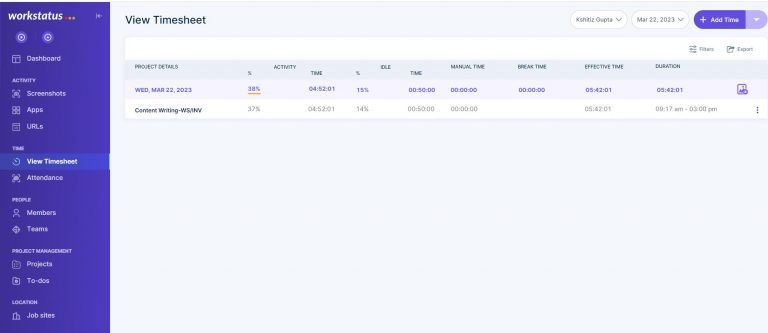 workstatus
Dashboard
ACTIVITY
Screenshots
Apps
URLs
TIME
View Timesheet
Attendance
PEOPLE
Members
Teams
PROJECT MANAGEMENT
Projects
To-dos
LOCATION
Job sites
View Timesheet
Kshitiz Gupta
Mar 22, 2023
+ Add Time
Filters
Export
PROJECT DETAILS ACTIVITY IDLE MANUAL TIME BREAK TIME EFFECTIVE TIME DURATION
% TIME % TIME
WED, MAR 22, 2023 38% 04:52:01 15% 00:50:00 00:00:00 00:00:00 05:42:01 05:42:01
Content Writing-WS/INV 37% 04:52:01 14% 00:50:00 00:00:00 05:42:01 09:17 am - 03:00 pm